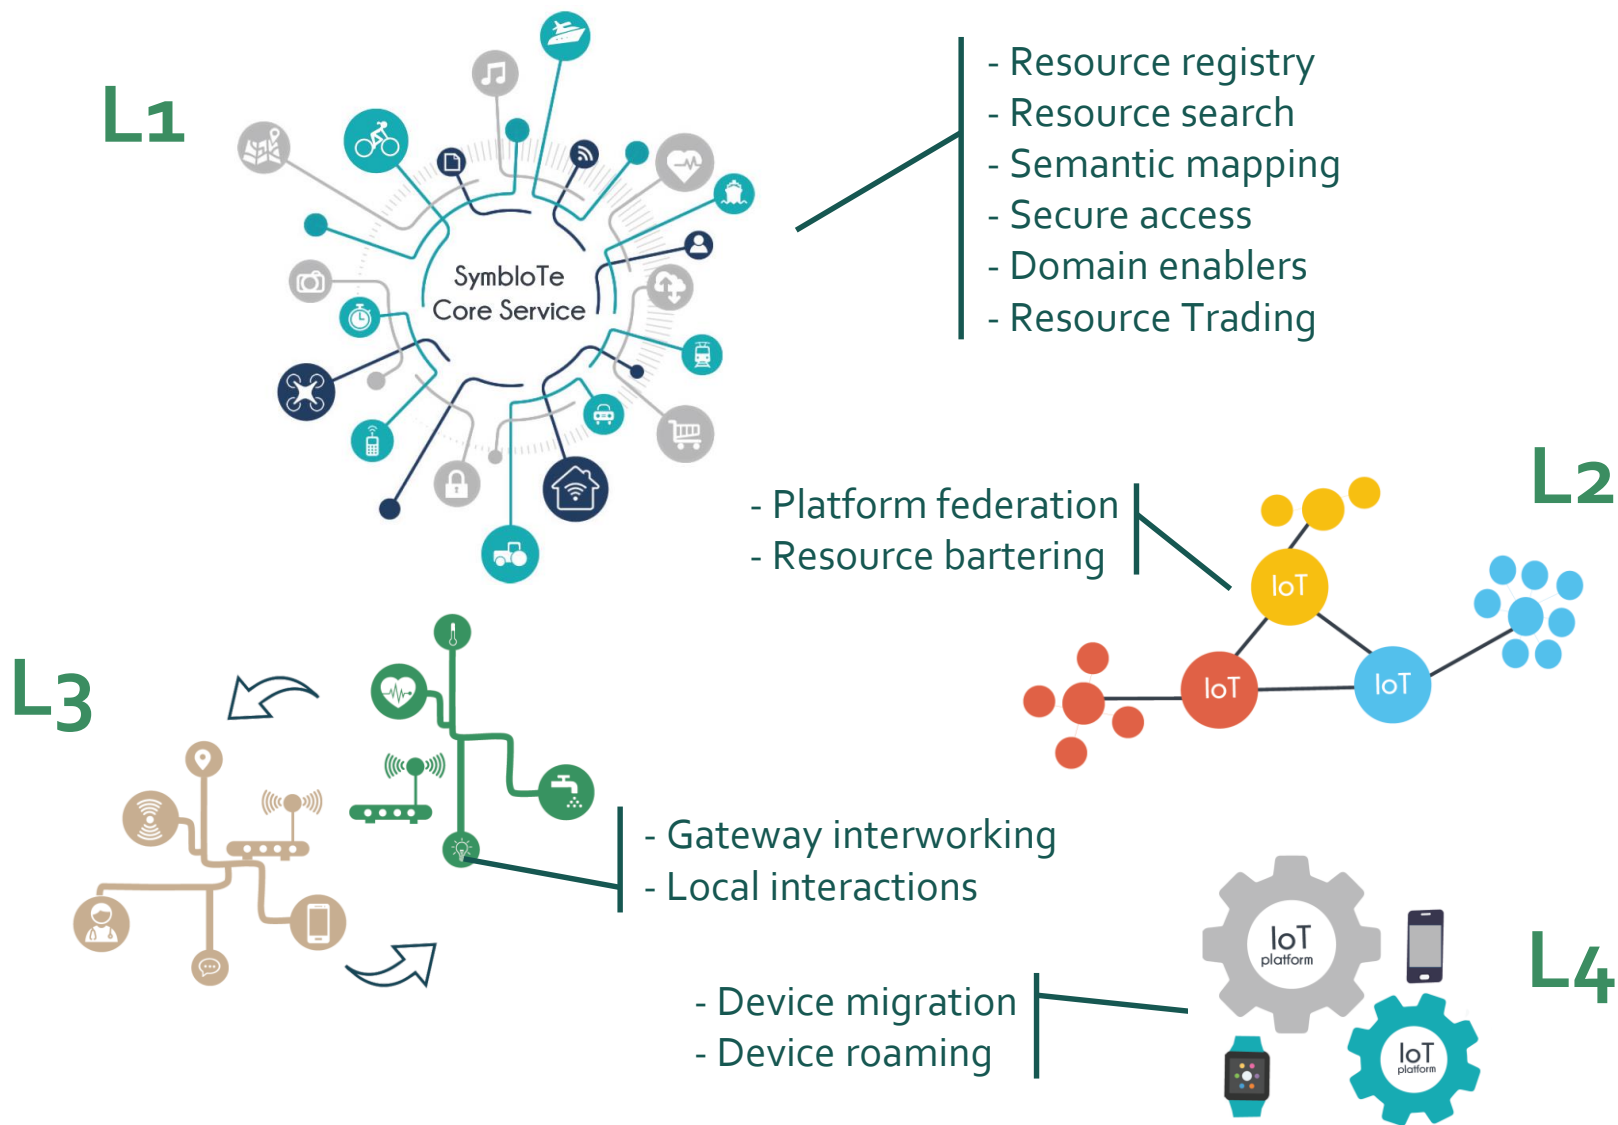 L1
SymbIoTe
Core Service
- Resource registry
- Resource search
- Semantic mapping
- Secure access
- Domain enablers
- Resource Trading
L2
- Platform federation
- Resource bartering
IoT
IoT
IoT
L3
- Gateway interworking
- Local interactions
L4
- Device migration
- Device roaming
IoT
platform
IoT
platform